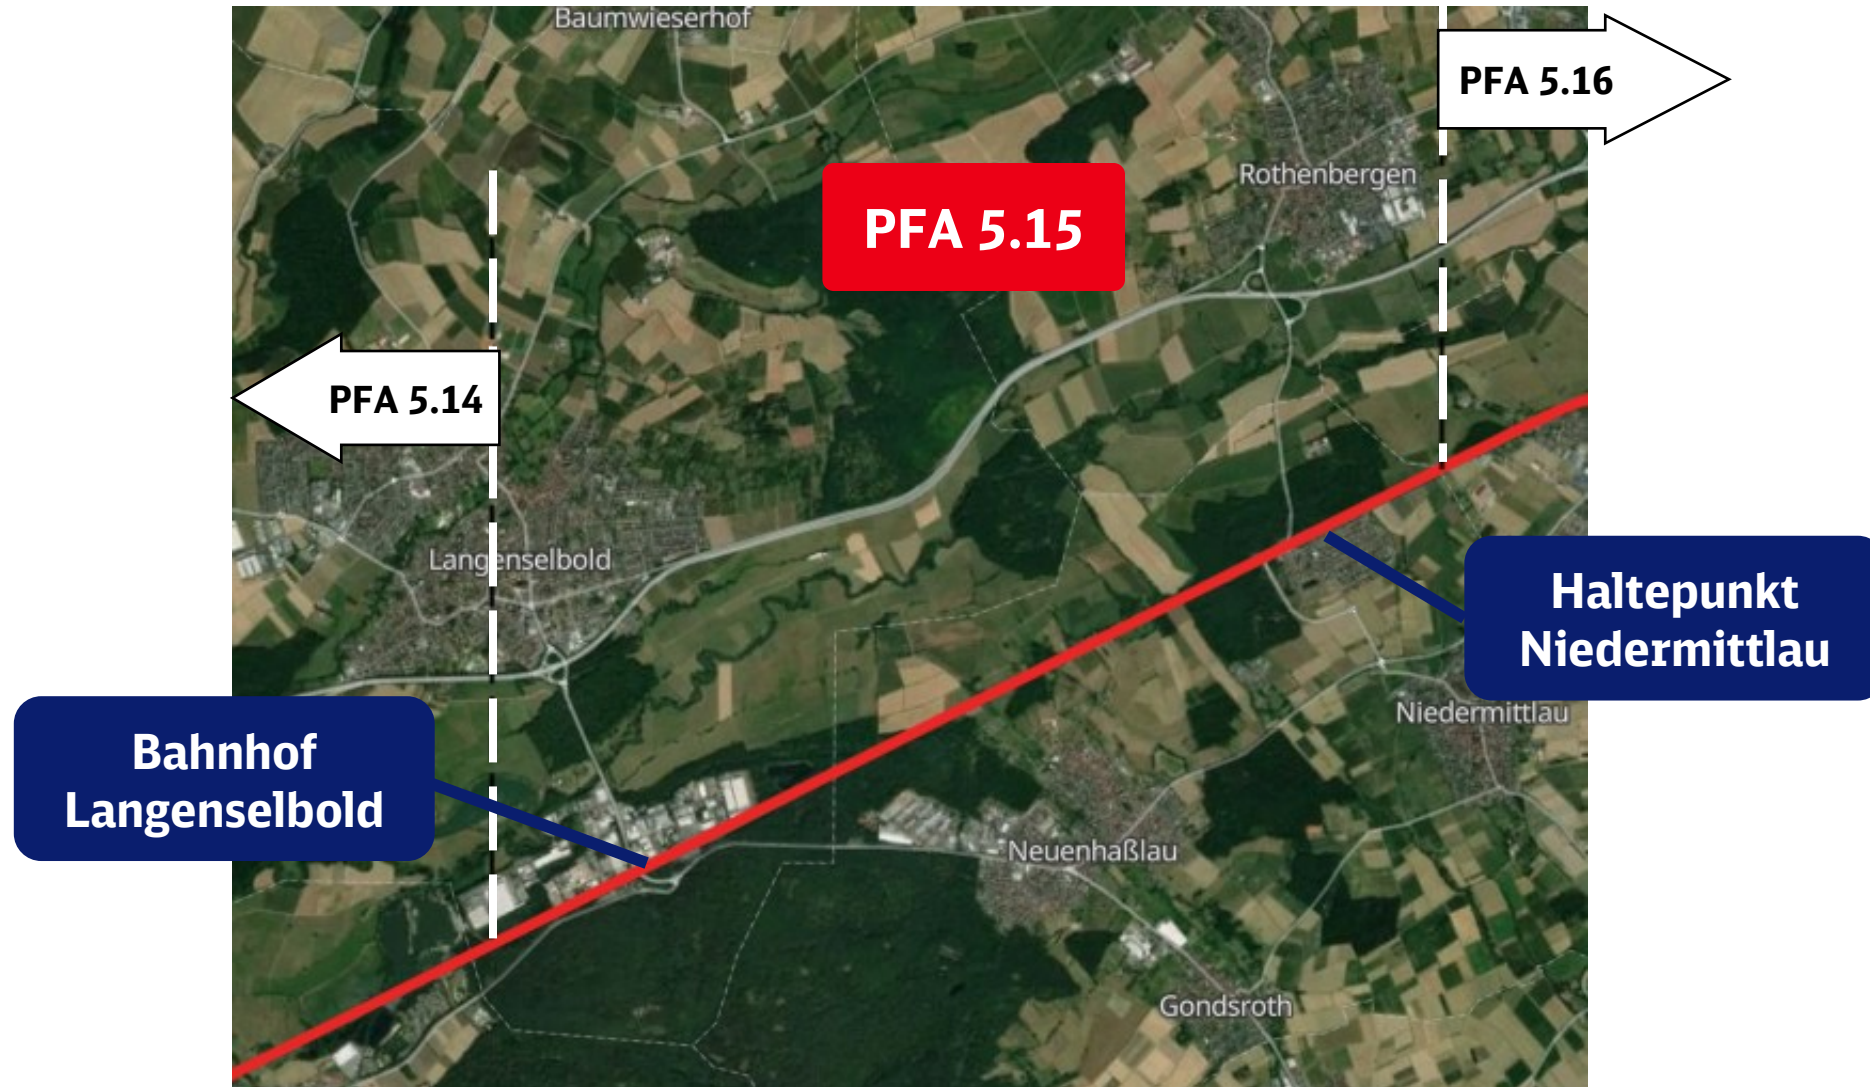 Baumwieserhof
PFA 5.16
Rothenbergen
PFA 5.15
PFA 5.14
Langenselbold
Haltepunkt
Niedermittlau
Niedermittlau
Bahnhof
Langenselbold
Neuenhaßlau
Gondsroth